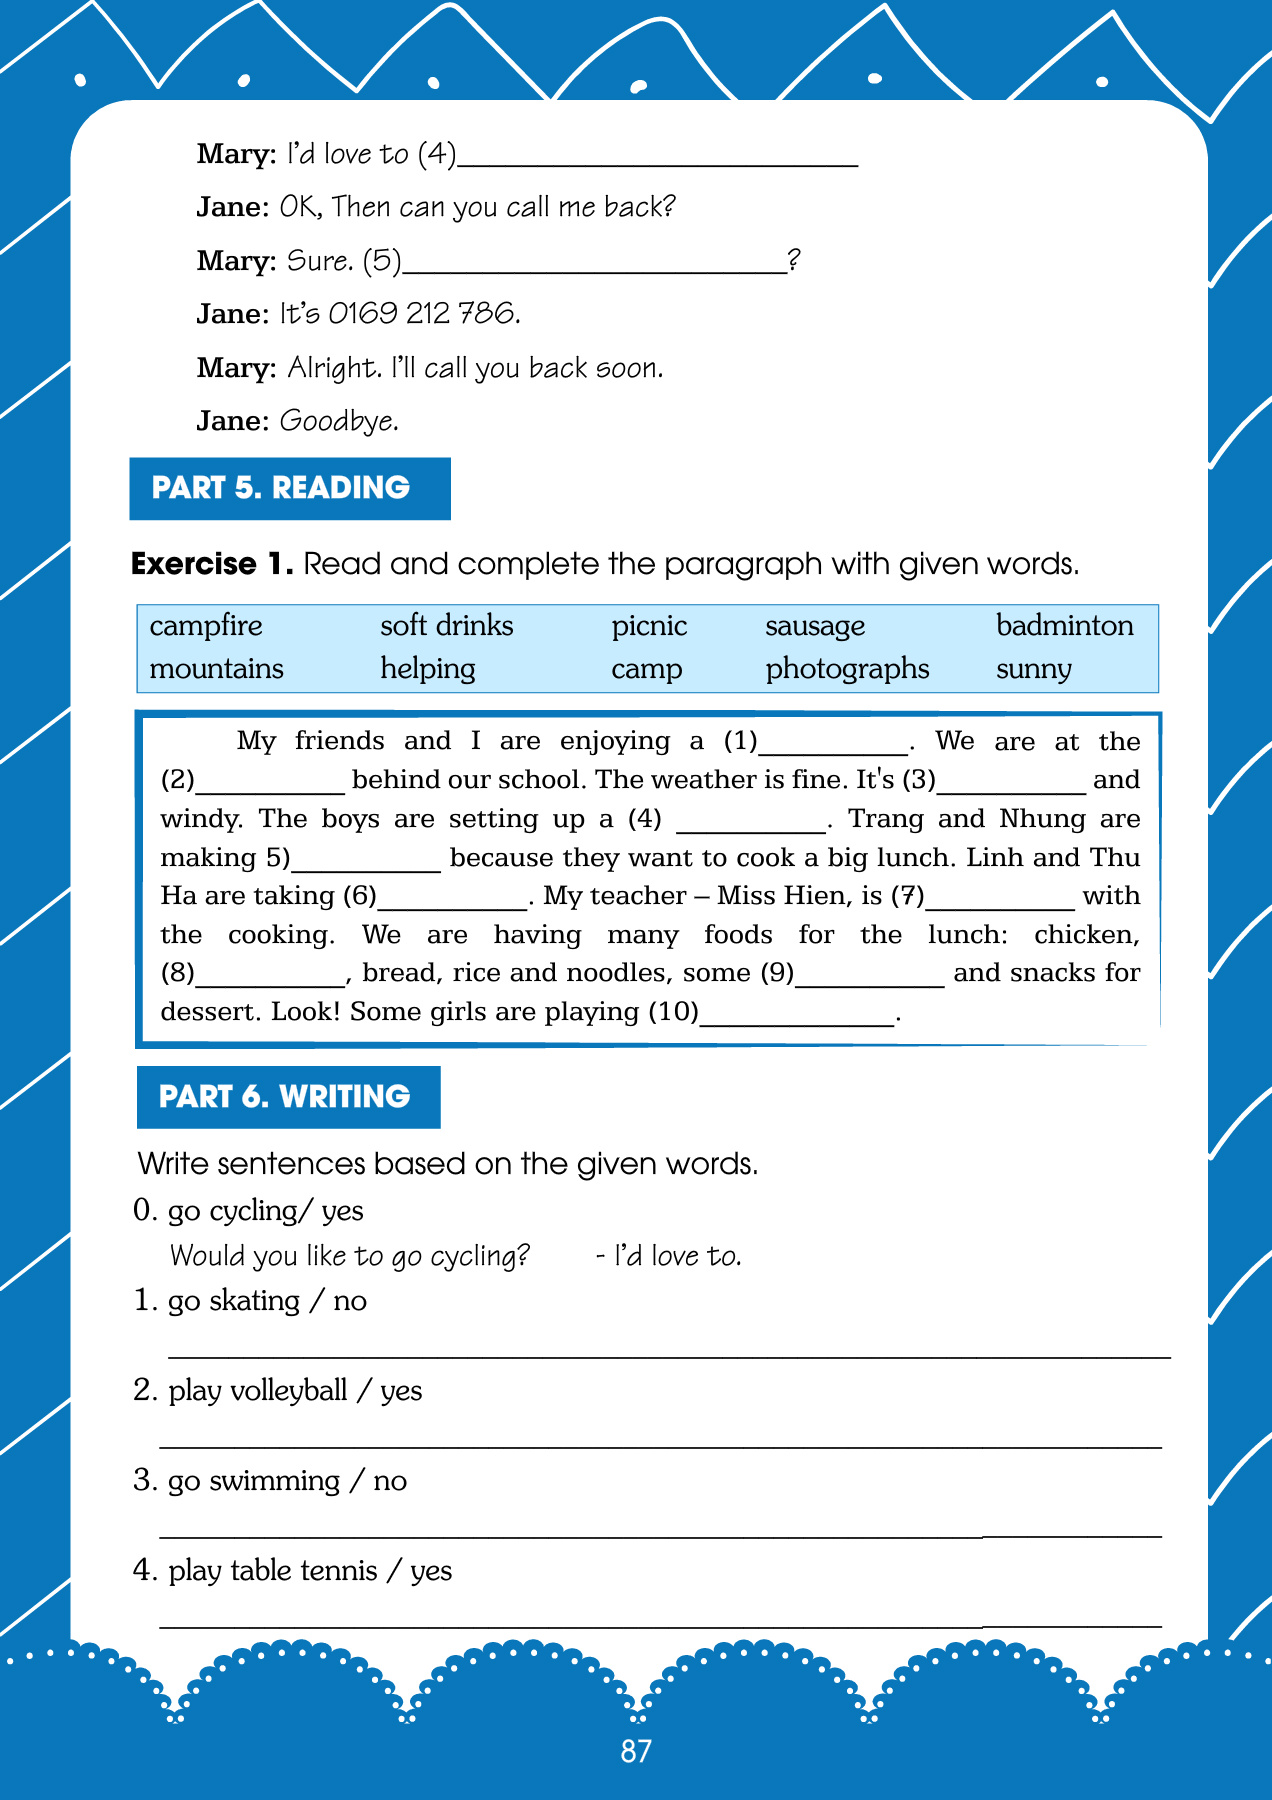 Mary: I'd love to (4)__________________________
Jane: OK, Then can you call me back?
Mary: Sure. (5)_________________________?
Jane: It's 0169 212 786.
Mary: Alright. I'll call you back soon.
Jane: Goodbye.
PART 5. READING
Exercise 1. Read and complete the paragraph with given words.
campfire soft drinks picnic sausage badminton
mountains helping camp photographs sunny
My friends and I are enjoying a (1)__________. We are at the
(2)__________ behind our school. The weather is fine. It's (3)__________ and
windy. The boys are setting up a (4) __________. Trang and Nhung are
making 5)__________ because they want to cook a big lunch. Linh and Thu
Ha are taking (6)__________. My teacher – Miss Hien, is (7)__________ with
the cooking. We are having many foods for the lunch: chicken,
(8)__________, bread, rice and noodles, some (9)__________ and snacks for
dessert. Look! Some girls are playing (10)_____________.
PART 6. WRITING
Write sentences based on the given words.
0. go cycling/ yes
Would you like to go cycling? - I'd love to.
1. go skating / no
2. play volleyball / yes
3. go swimming / no
4. play table tennis / yes
87